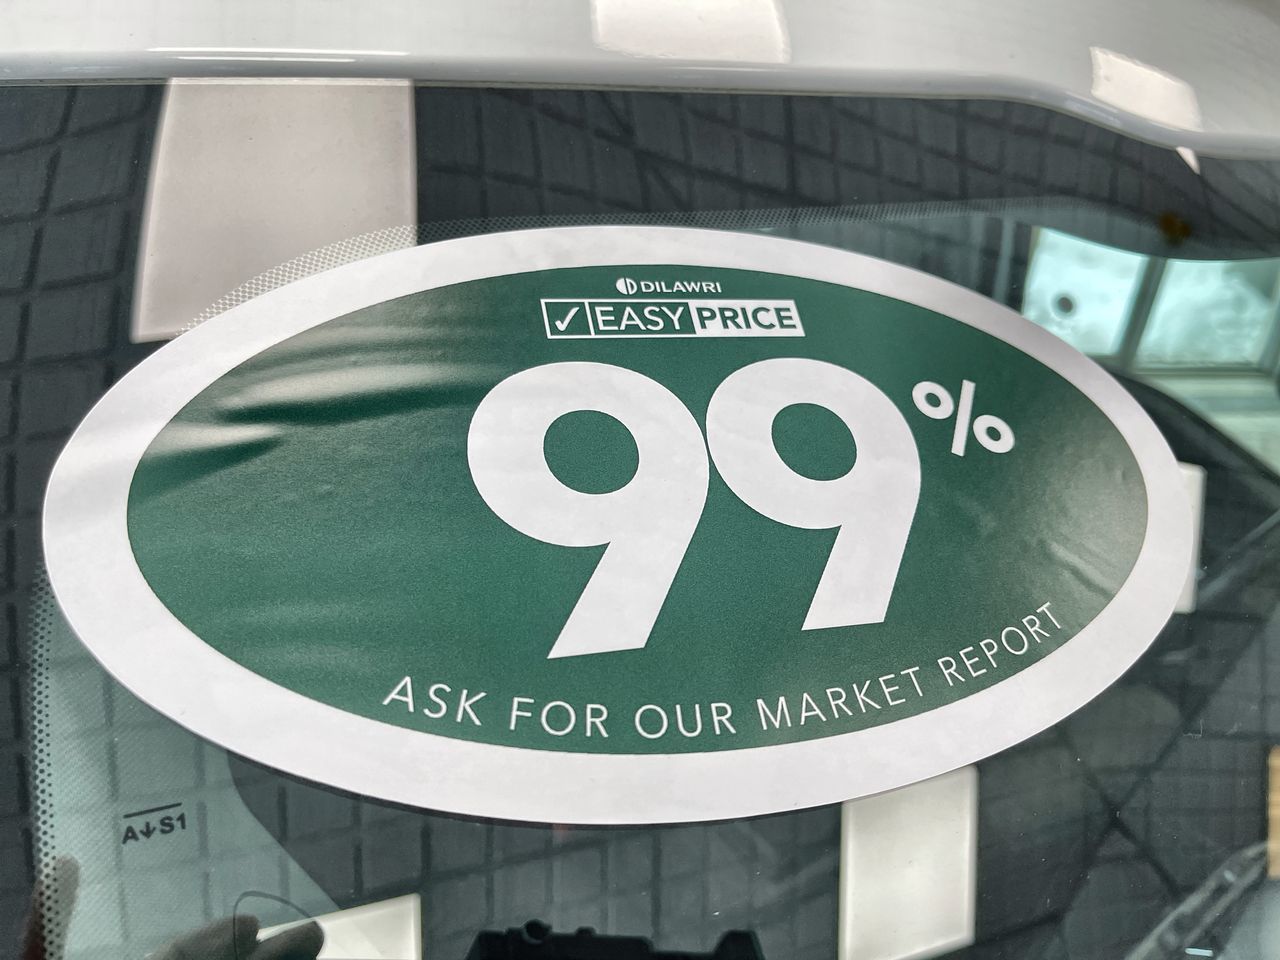 DILAWRI
✓ EASY PRICE
99%
ASK FOR OUR MARKET REPORT
A↓S1